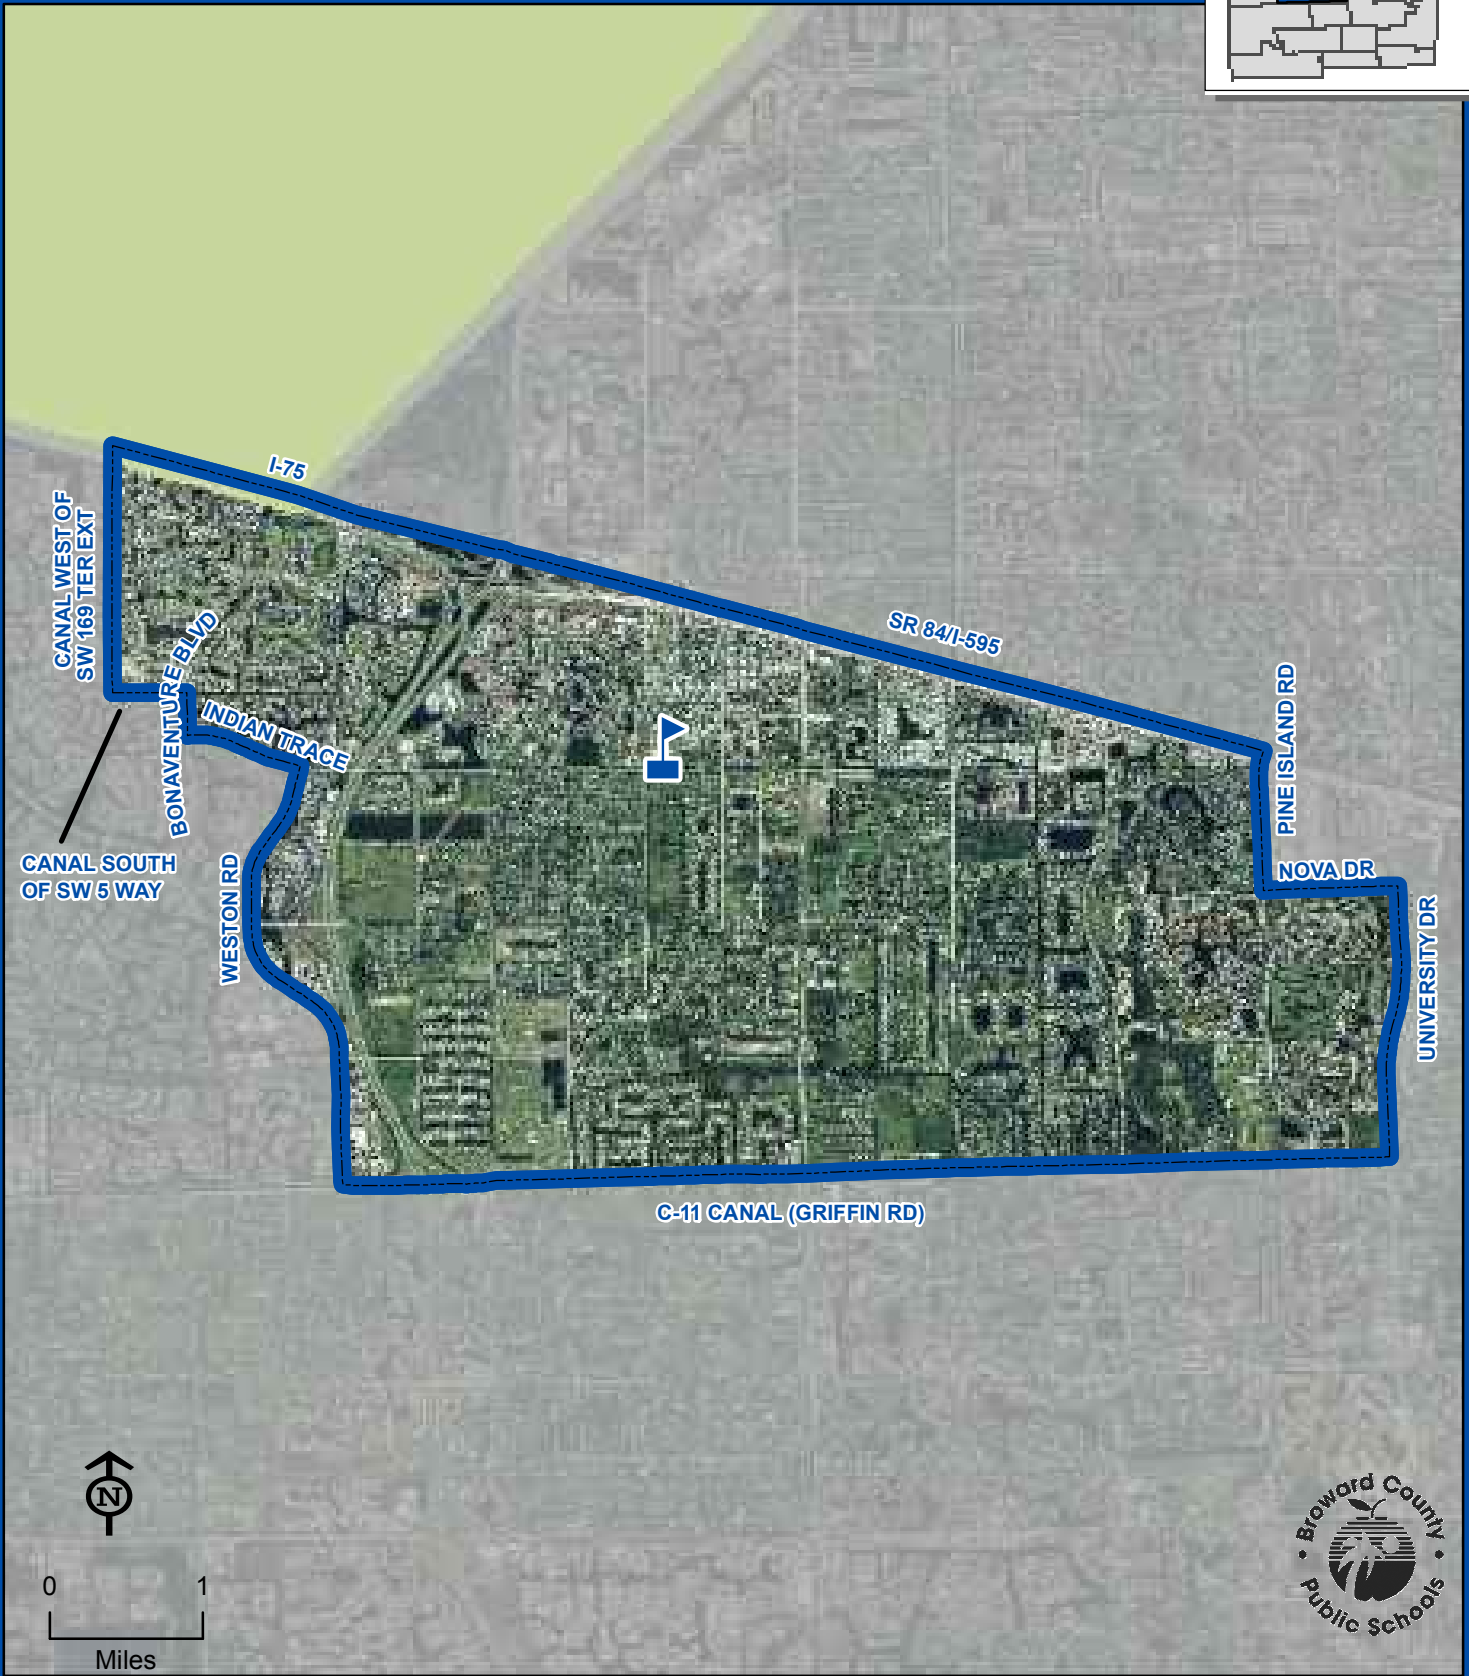 I-75
CANAL WEST OF
SW 169 TER EXT
BONAVENTURE BLVD
INDIAN TRACE
SR 84/I-595
PINE ISLAND RD
NOVA DR
UNIVERSITY DR
CANAL SOUTH
OF SW 5 WAY
WESTON RD
C-11 CANAL (GRIFFIN RD)
N
0 1
Miles
Broward County
Public Schools